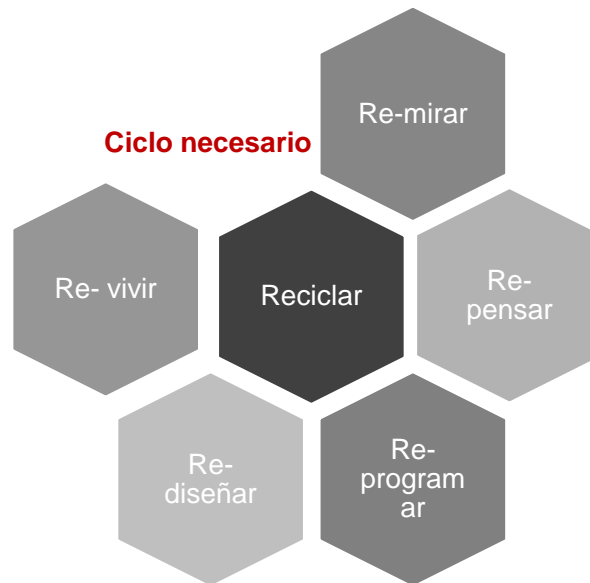 Re-mirar
Ciclo necesario
Re- vivir
Reciclar
Re-
pensar
Re-
diseñar
Re-
program
ar